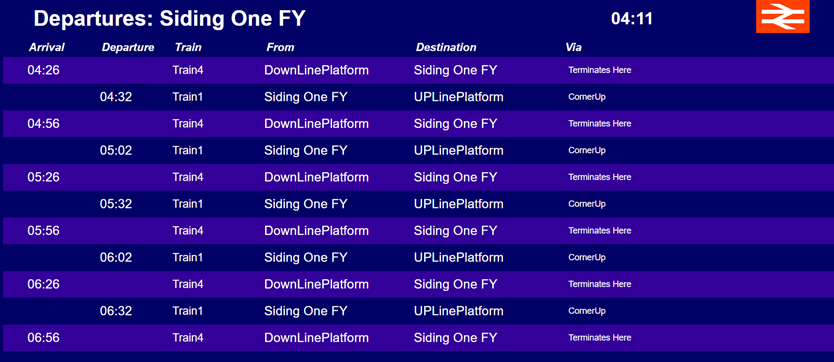 Departures: Siding One FY 04:11
Arrival Departure Train From Destination Via
04:26 Train4 DownLinePlatform Siding One FY Terminates Here
04:32 Train1 Siding One FY UPLinePlatform CornerUp
04:56 Train4 DownLinePlatform Siding One FY Terminates Here
05:02 Train1 Siding One FY UPLinePlatform CornerUp
05:26 Train4 DownLinePlatform Siding One FY Terminates Here
05:32 Train1 Siding One FY UPLinePlatform CornerUp
05:56 Train4 DownLinePlatform Siding One FY Terminates Here
06:02 Train1 Siding One FY UPLinePlatform CornerUp
06:26 Train4 DownLinePlatform Siding One FY Terminates Here
06:32 Train1 Siding One FY UPLinePlatform CornerUp
06:56 Train4 DownLinePlatform Siding One FY Terminates Here